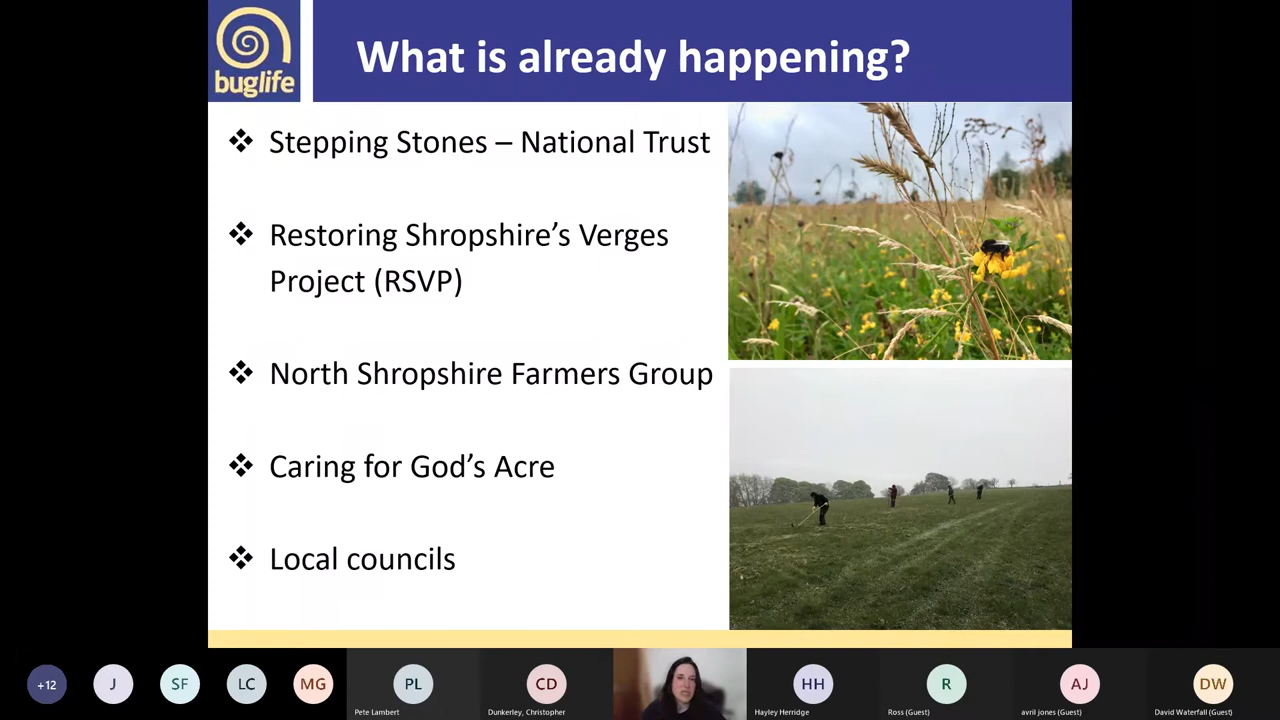 buglife
What is already happening?
❖ Stepping Stones – National Trust
❖ Restoring Shropshire’s Verges
Project (RSVP)
❖ North Shropshire Farmers Group
❖ Caring for God’s Acre
❖ Local councils
+12
J
SF
LC
MG
PL
Pete Lambert
CD
Dunkerley, Christopher
HH
Hayley Herridge
R
Ross (Guest)
AJ
avril jones (Guest)
DW
David Waterfall (Guest)